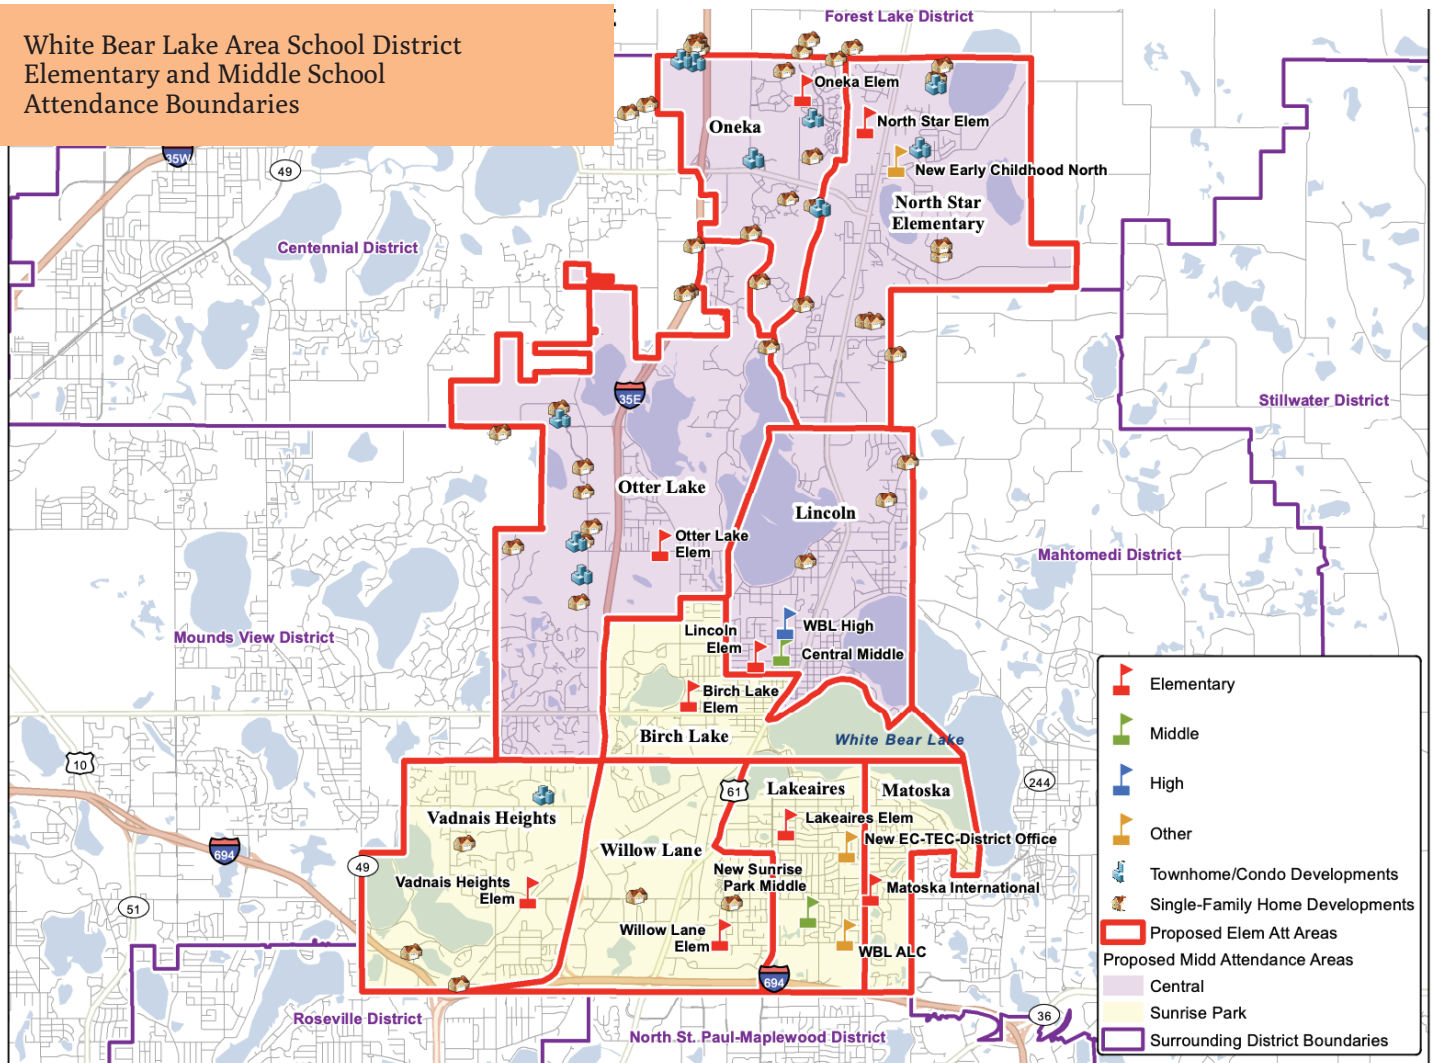 White Bear Lake Area School District
Elementary and Middle School
Attendance Boundaries
Forest Lake District
Oneka Elem
Oneka
North Star Elem
35W
49
New Early Childhood North
North Star
Elementary
Centennial District
35E
Stillwater District
Otter Lake
Lincoln
Otter Lake
Elem
Mahtomedi District
Mounds View District
Lincoln
Elem
WBL High
Central Middle
Birch Lake
Elem
Birch Lake
White Bear Lake
10
61
Lakeaires
Matoska
244
Vadnais Heights
Lakeaires Elem
694
Willow Lane
New EC-TEC-District Office
49
Vadnais Heights
Elem
New Sunrise
Park Middle
Matoska International
51
Willow Lane
Elem
WBL ALC
694
Roseville District
North St. Paul-Maplewood District
36
Elementary
Middle
High
Other
Townhome/Condo Developments
Single-Family Home Developments
Proposed Elem Att Areas
Proposed Midd Attendance Areas
Central
Sunrise Park
Surrounding District Boundaries